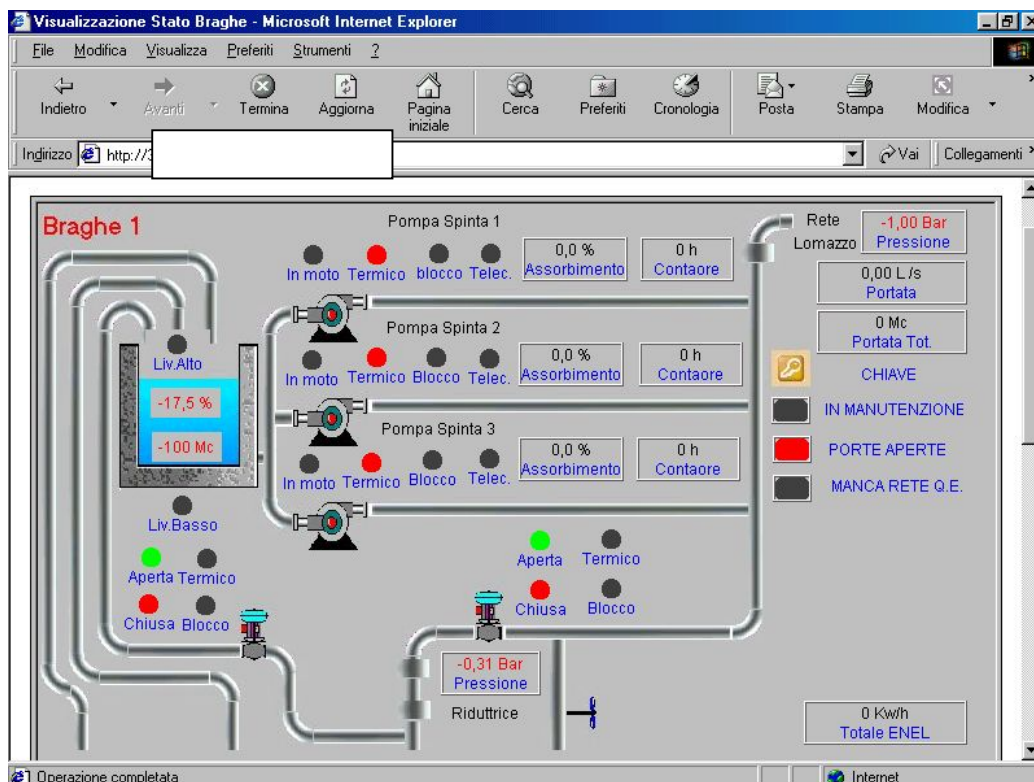 Visualizzazione Stato Braghe - Microsoft Internet Explorer
File Modifica Visualizza Preferiti Strumenti ?
Indietro Avanti Termina Aggiorna Pagina iniziale Cerca Preferiti Cronologia Posta Stampa Modifica
Indirizzo http:// Vai Collegamenti
Braghe 1
Pompa Spinta 1
In moto Termico blocco Telec.
0,0 %
Assorbimento
0 h
Contaore
Rete
Lomazzo
-1,00 Bar
Pressione
0,00 L/s
Portata
0 Mc
Portata Tot.
Pompa Spinta 2
In moto Termico Blocco Telec.
0,0 %
Assorbimento
0 h
Contaore
Liv.Alto
-17,5 %
-100 Mc
CHIAVE
IN MANUTENZIONE
PORTE APERTE
MANCA RETE Q.E.
Pompa Spinta 3
In moto Termico Blocco Telec.
0,0 %
Assorbimento
0 h
Contaore
Liv.Basso
Aperta Termico
Chiusa Blocco
Aperta Termico
Chiusa Blocco
-0,31 Bar
Pressione
Riduttrice
0 Kw/h
Totale ENEL
Operazione completata
Internet